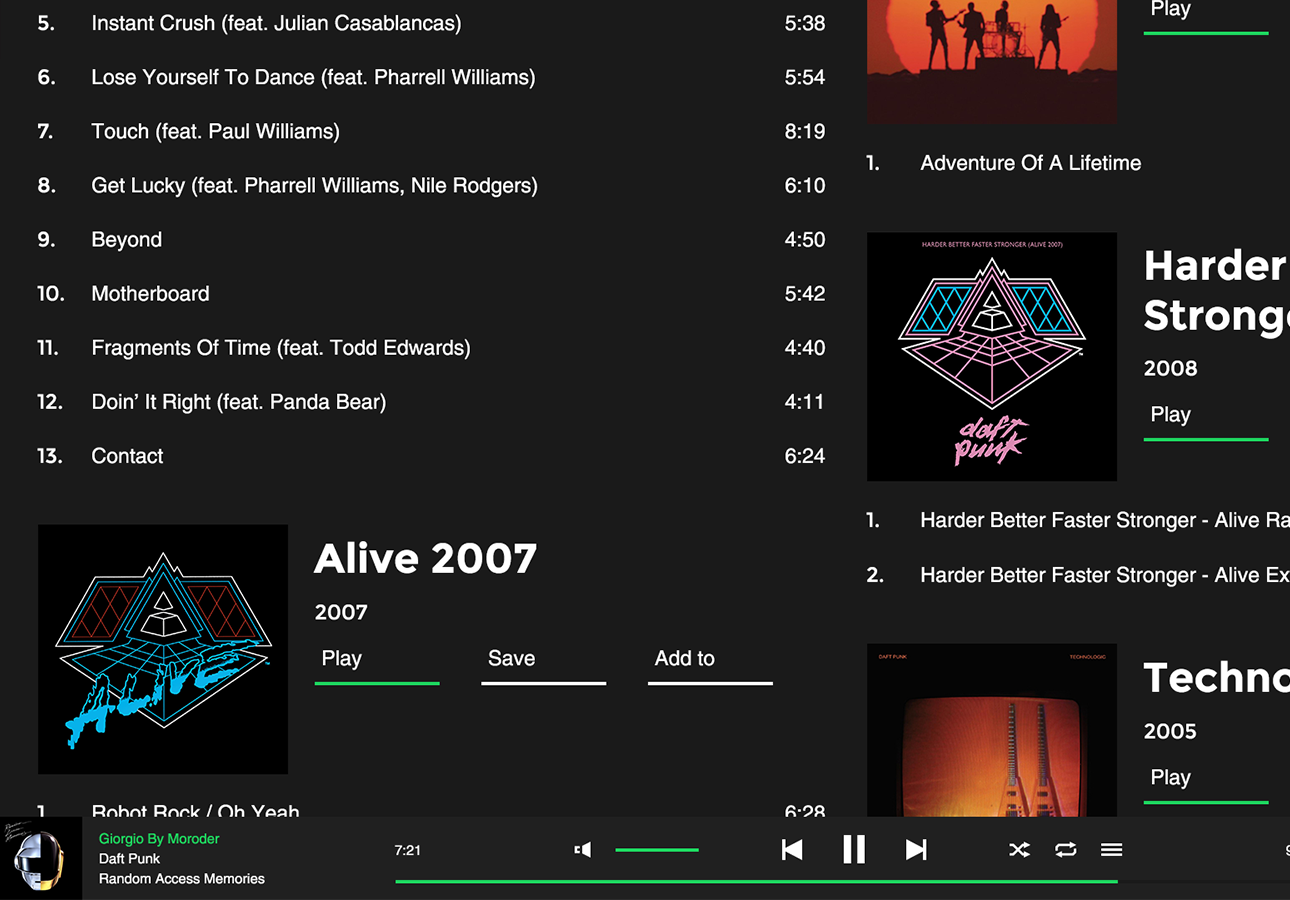 5. Instant Crush (feat. Julian Casablancas) 5:38
6. Lose Yourself To Dance (feat. Pharrell Williams) 5:54
7. Touch (feat. Paul Williams) 8:19
8. Get Lucky (feat. Pharrell Williams, Nile Rodgers) 6:10
9. Beyond 4:50
10. Motherboard 5:42
11. Fragments Of Time (feat. Todd Edwards) 4:40
12. Doin’ It Right (feat. Panda Bear) 4:11
13. Contact 6:24
ALIVE
Alive 2007
2007
Play Save Add to
1. Robot Rock / Oh Yeah 6:28
Play
1. Adventure Of A Lifetime
HARDER BETTER FASTER STRONGER (ALIVE 2007)
daft
punk
Harder
Stronge
2008
Play
1. Harder Better Faster Stronger - Alive Ra
2. Harder Better Faster Stronger - Alive Ex
DAFT PUNK TECHNOLOGIC
Techno
2005
Play
Giorgio By Moroder
Daft Punk
Random Access Memories
7:21